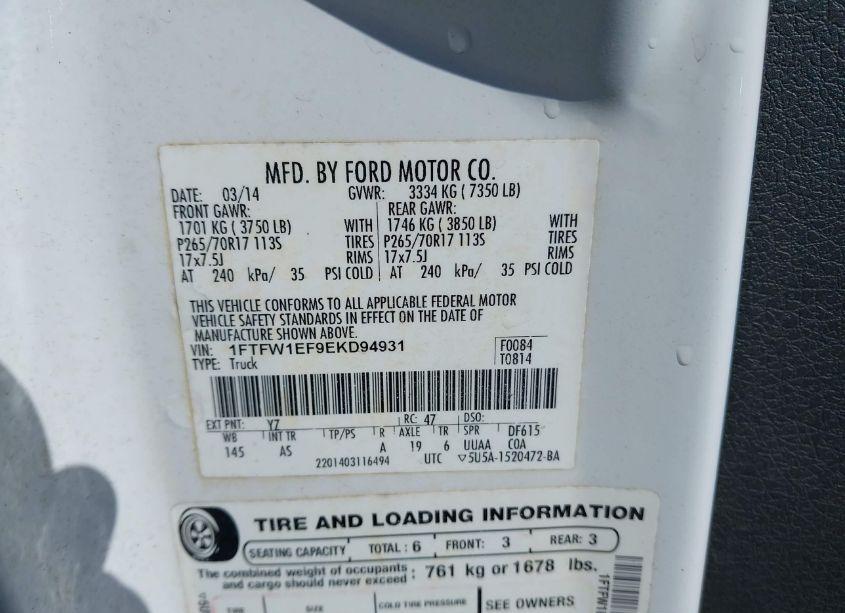 MFD. BY FORD MOTOR CO.
DATE: 03/14 GVWR: 3334 KG ( 7350 LB)
FRONT GAWR: REAR GAWR:
1701 KG ( 3750 LB) WITH 1746 KG ( 3850 LB) WITH
P265/70R17 113S TIRES P265/70R17 113S TIRES
17x7.5J RIMS 17x7.5J RIMS
AT 240 kPa/ 35 PSI COLD AT 240 kPa/ 35 PSI COLD
THIS VEHICLE CONFORMS TO ALL APPLICABLE FEDERAL MOTOR
VEHICLE SAFETY STANDARDS IN EFFECT ON THE DATE OF
MANUFACTURE SHOWN ABOVE.
VIN: 1FTFW1EF9EKD94931 F0084
TYPE: Truck T0814
EXT PNT: YZ RC: 47 DSO:
WB INT TR TP/PS R AXLE TR SPR DF615
145 AS A 19 6 UUAA COA
2201403116494 UTC ▽5U5A-1520472-BA
TIRE AND LOADING INFORMATION
SEATING CAPACITY TOTAL : 6 FRONT: 3 REAR: 3
The combined weight of occupants
and cargo should never exceed : 761 kg or 1678 lbs.
TIRE SIZE COLD TIRE PRESSURE SEE OWNERS